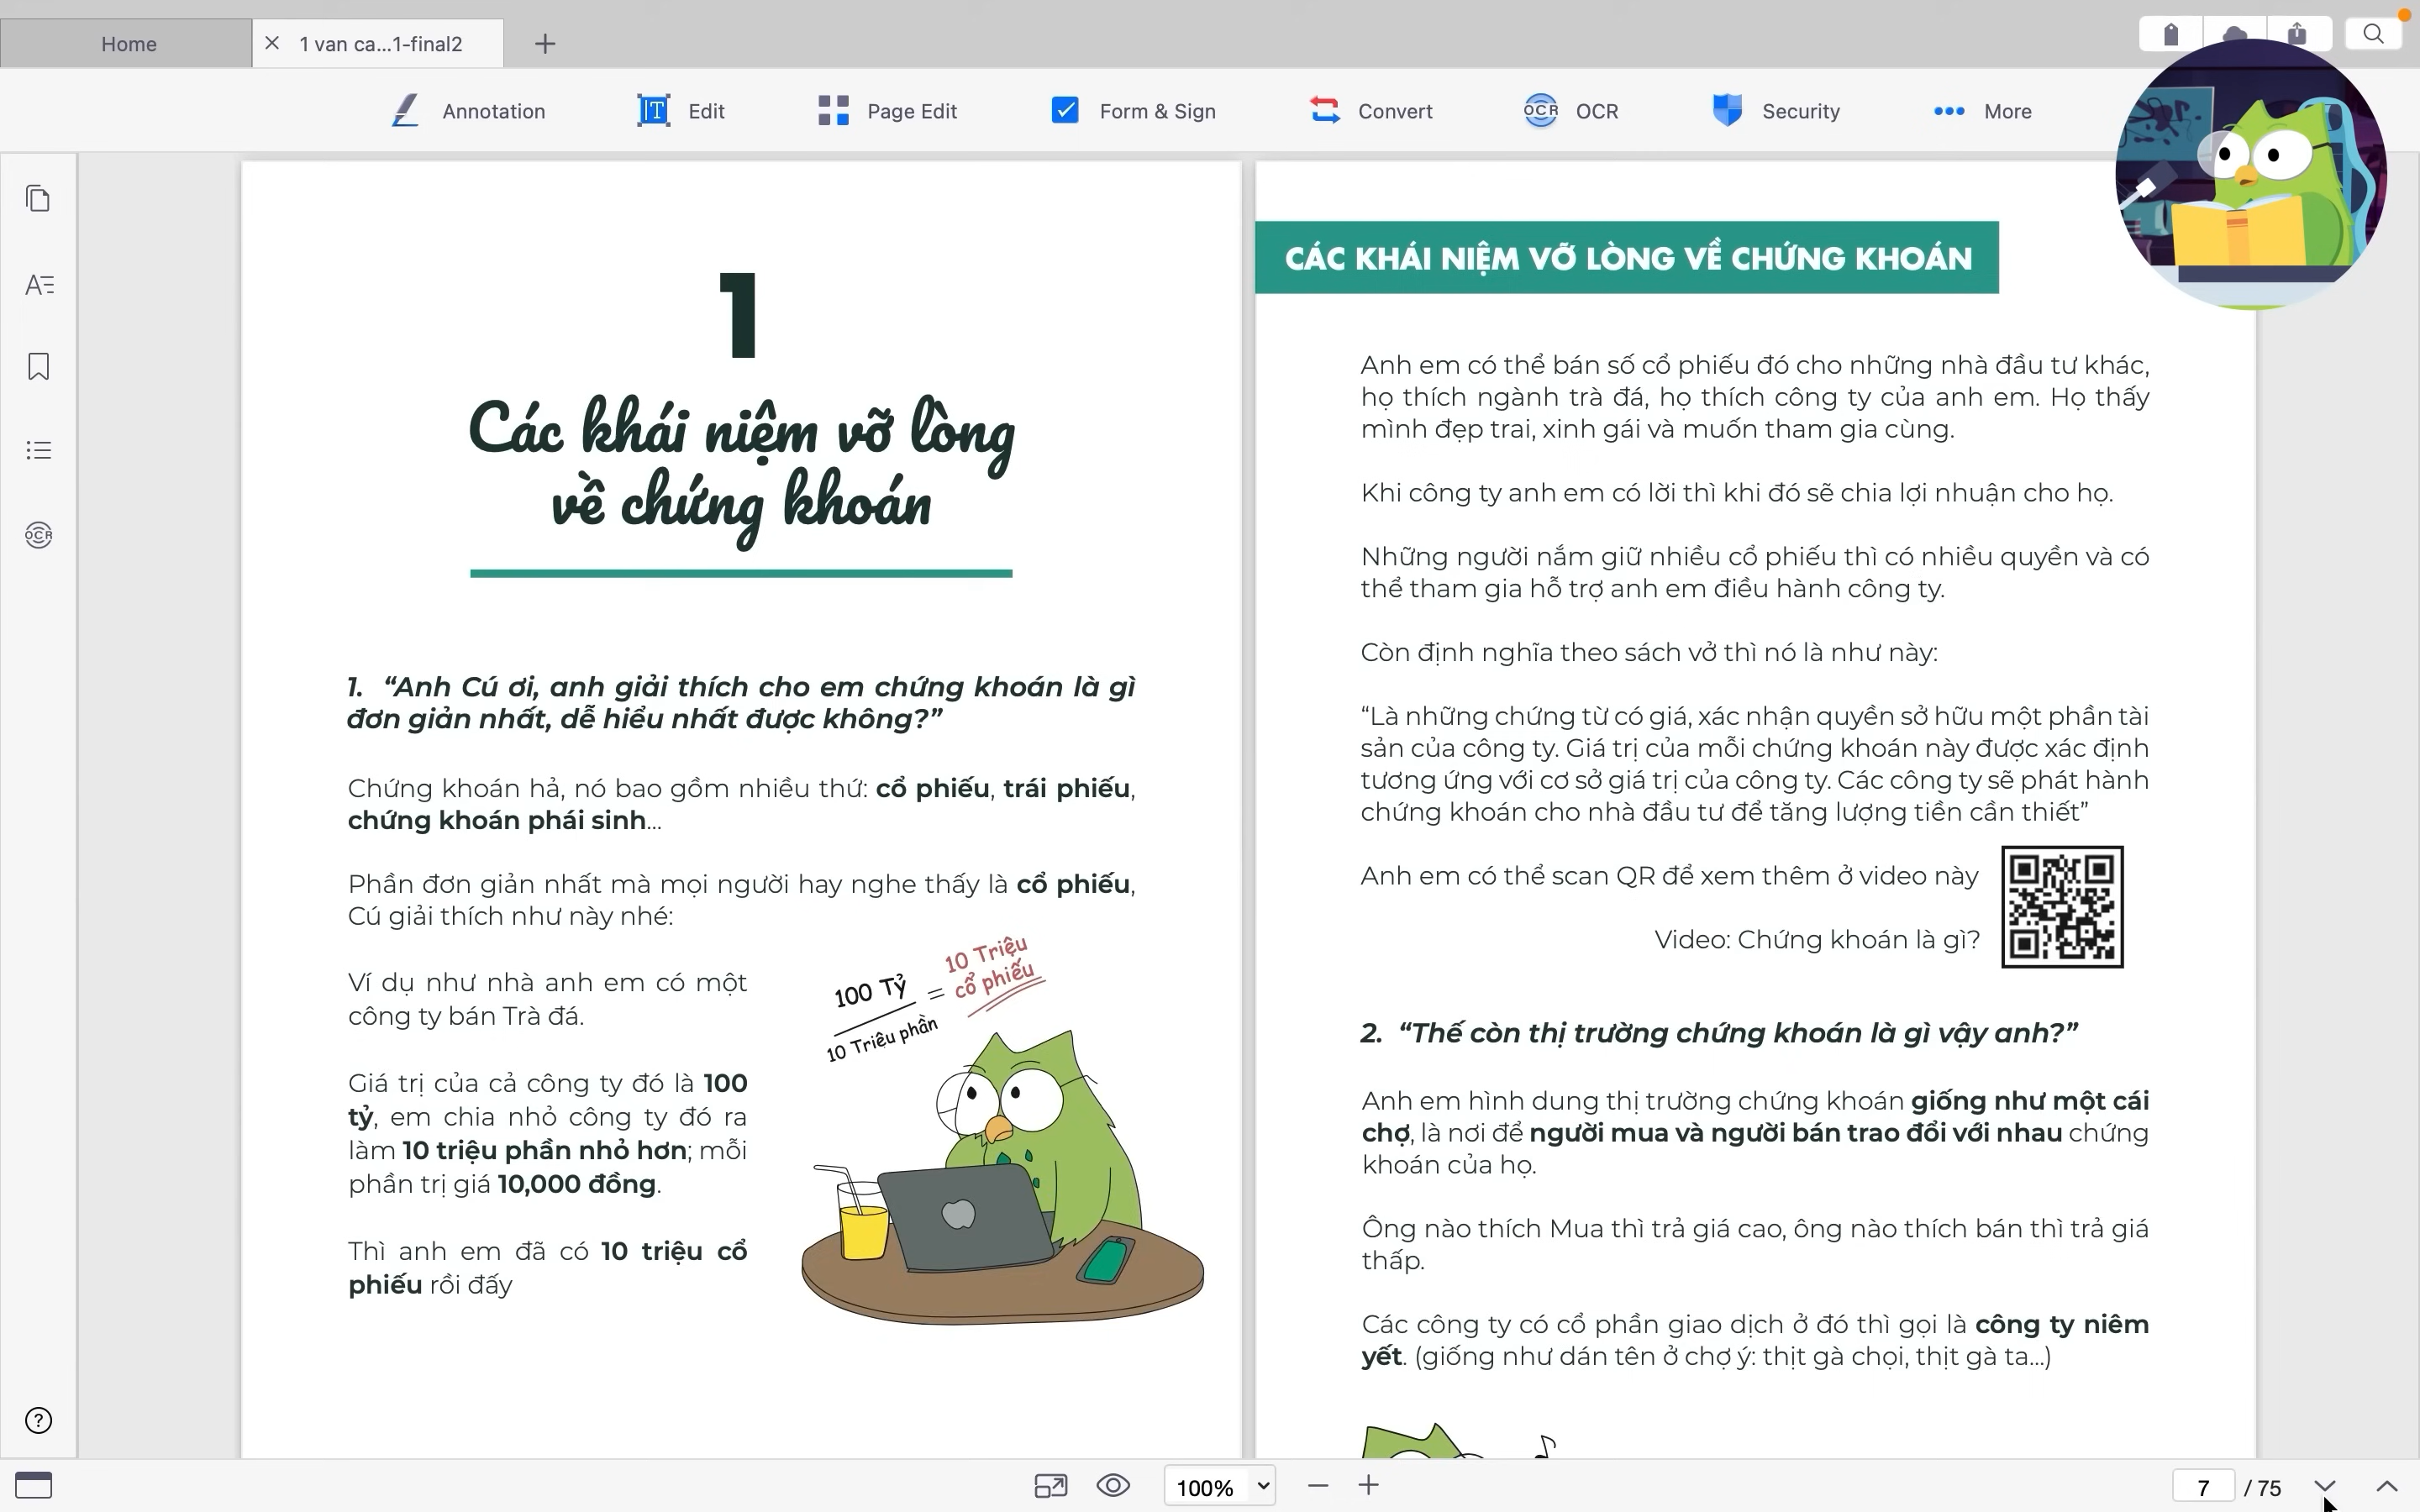 Home
1 van ca...1-final2
Annotation
Edit
Page Edit
Form & Sign
Convert
OCR
OCR
Security
More
1
Các khái niệm vỡ lòng
về chứng khoán
1. “Anh Cú ơi, anh giải thích cho em chứng khoán là gì
đơn giản nhất, dễ hiểu nhất được không?”
Chứng khoán hả, nó bao gồm nhiều thứ: cổ phiếu, trái phiếu,
chứng khoán phái sinh...
Phần đơn giản nhất mà mọi người hay nghe thấy là cổ phiếu,
Cú giải thích như này nhé:
Ví dụ như nhà anh em có một
công ty bán Trà đá.
Giá trị của cả công ty đó là 100
tỷ, em chia nhỏ công ty đó ra
làm 10 triệu phần nhỏ hơn; mỗi
phần trị giá 10,000 đồng.
Thì anh em đã có 10 triệu cổ
phiếu rồi đấy
100 Tỷ
10 Triệu phần
=
10 Triệu
cổ phiếu
CÁC KHÁI NIỆM VỠ LÒNG VỀ CHỨNG KHOÁN
Anh em có thể bán số cổ phiếu đó cho những nhà đầu tư khác,
họ thích ngành trà đá, họ thích công ty của anh em. Họ thấy
mình đẹp trai, xinh gái và muốn tham gia cùng.
Khi công ty anh em có lời thì khi đó sẽ chia lợi nhuận cho họ.
Những người nắm giữ nhiều cổ phiếu thì có nhiều quyền và có
thể tham gia hỗ trợ anh em điều hành công ty.
Còn định nghĩa theo sách vở thì nó là như này:
“Là những chứng từ có giá, xác nhận quyền sở hữu một phần tài
sản của công ty. Giá trị của mỗi chứng khoán này được xác định
tương ứng với cơ sở giá trị của công ty. Các công ty sẽ phát hành
chứng khoán cho nhà đầu tư để tăng lượng tiền cần thiết”
Anh em có thể scan QR để xem thêm ở video này
Video: Chứng khoán là gì?
2. “Thế còn thị trường chứng khoán là gì vậy anh?”
Anh em hình dung thị trường chứng khoán giống như một cái
chợ, là nơi để người mua và người bán trao đổi với nhau chứng
khoán của họ.
Ông nào thích Mua thì trả giá cao, ông nào thích bán thì trả giá
thấp.
Các công ty có cổ phần giao dịch ở đó thì gọi là công ty niêm
yết. (giống như dán tên ở chợ ý: thịt gà chọi, thịt gà ta...)
OCR
100%
7 / 75